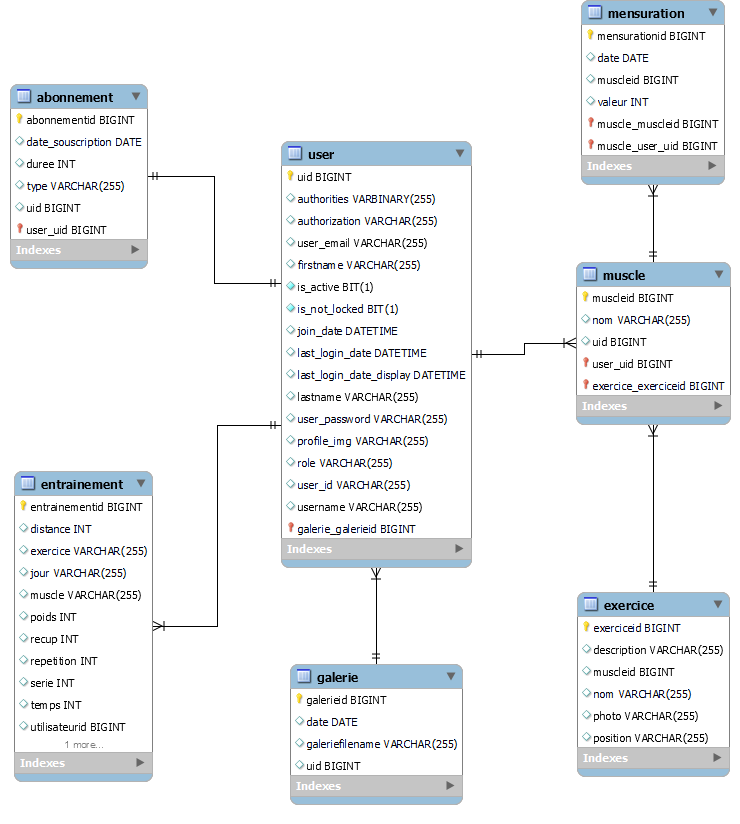 mensuration
mensurationid BIGINT
date DATE
muscleid BIGINT
valeur INT
muscle_muscleid BIGINT
muscle_user_uid BIGINT
Indexes
abonnement
abonnementid BIGINT
date_souscription DATE
duree INT
type VARCHAR(255)
uid BIGINT
user_uid BIGINT
Indexes
user
uid BIGINT
authorities VARBINARY(255)
authorization VARCHAR(255)
user_email VARCHAR(255)
firstname VARCHAR(255)
is_active BIT(1)
is_not_locked BIT(1)
join_date DATETIME
last_login_date DATETIME
last_login_date_display DATETIME
lastname VARCHAR(255)
user_password VARCHAR(255)
profile_img VARCHAR(255)
role VARCHAR(255)
user_id VARCHAR(255)
username VARCHAR(255)
galerie_galerieid BIGINT
Indexes
muscle
muscleid BIGINT
nom VARCHAR(255)
uid BIGINT
user_uid BIGINT
exercice_exerciceid BIGINT
Indexes
entrainement
entrainementid BIGINT
distance INT
exercice VARCHAR(255)
jour VARCHAR(255)
muscle VARCHAR(255)
poids INT
recup INT
repetition INT
serie INT
temps INT
utilisateurid BIGINT
1 more...
Indexes
galerie
galerieid BIGINT
date DATE
galeriefilename VARCHAR(255)
uid BIGINT
Indexes
exercice
exerciceid BIGINT
description VARCHAR(255)
muscleid BIGINT
nom VARCHAR(255)
photo VARCHAR(255)
position VARCHAR(255)
Indexes